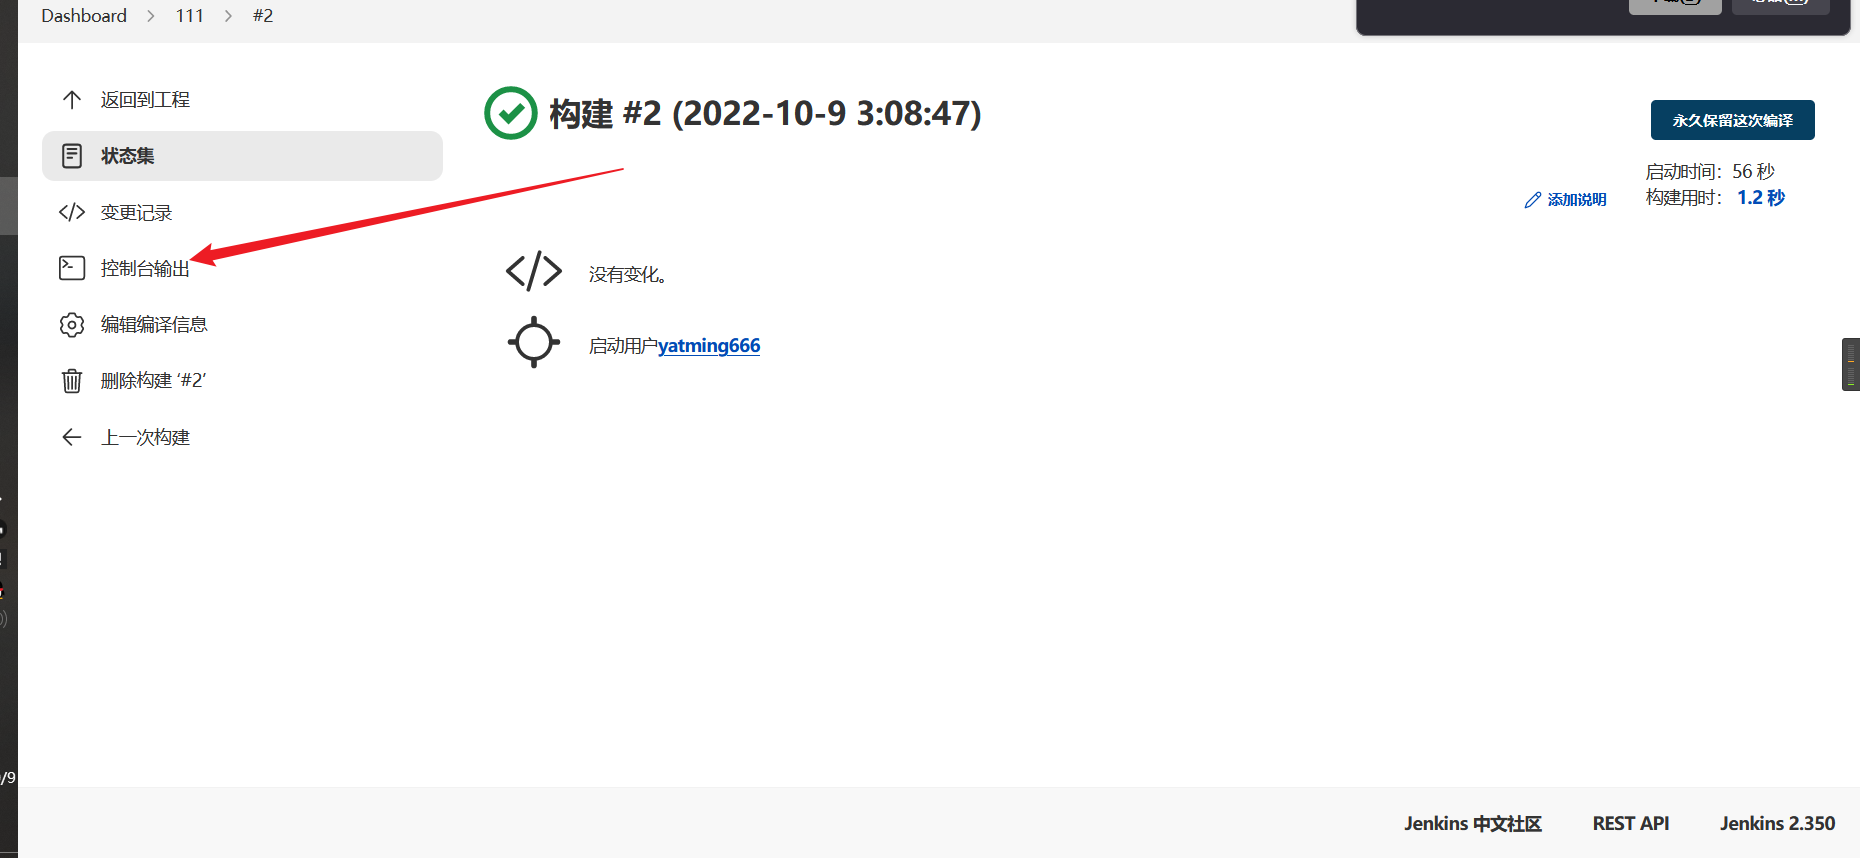 Dashboard > 111 > #2
返回到工程
状态集
变更记录
控制台输出
编辑编译信息
删除构建 ‘#2’
上一次构建
构建 #2 (2022-10-9 3:08:47)
永久保留这次编译
启动时间：56 秒
添加说明
构建用时： 1.2 秒
没有变化。
启动用户yatming666
/9
Jenkins 中文社区
REST API
Jenkins 2.350